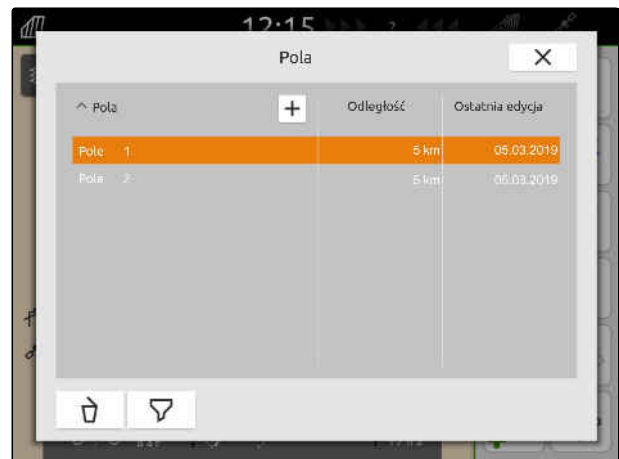 12:15
Pola
Pola + Odległość Ostatnia edycja
Pole 1 5 km 05.03.2019
Pole 2 5 km 05.03.2019